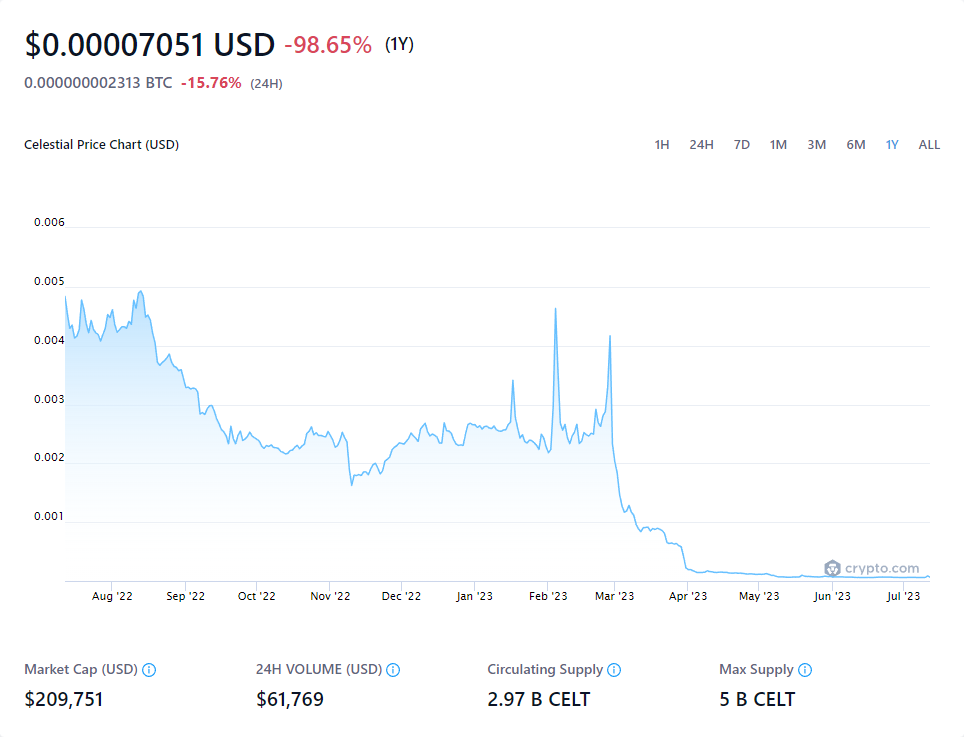 $0.00007051 USD -98.65% (1Y)
0.000000002313 BTC -15.76% (24H)
Celestial Price Chart (USD) 1H 24H 7D 1M 3M 6M 1Y ALL
0.006
0.005
0.004
0.003
0.002
0.001
crypto.com
Aug '22 Sep '22 Oct '22 Nov '22 Dec '22 Jan '23 Feb '23 Mar '23 Apr '23 May '23 Jun '23 Jul '23
Market Cap (USD) 24H VOLUME (USD) Circulating Supply Max Supply
$209,751 $61,769 2.97 B CELT 5 B CELT